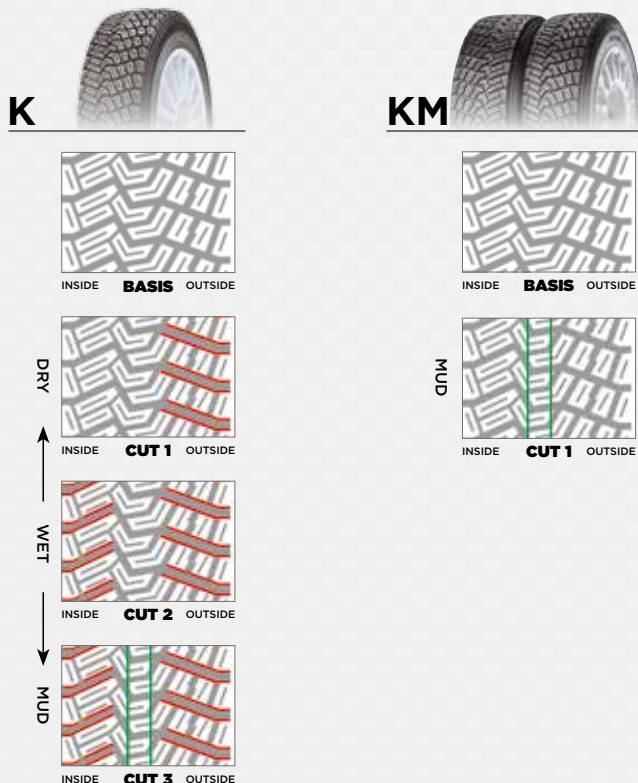 K
INSIDE BASIS OUTSIDE
DRY
INSIDE CUT 1 OUTSIDE
WET
INSIDE CUT 2 OUTSIDE
MUD
INSIDE CUT 3 OUTSIDE
KM
INSIDE BASIS OUTSIDE
MUD
INSIDE CUT 1 OUTSIDE